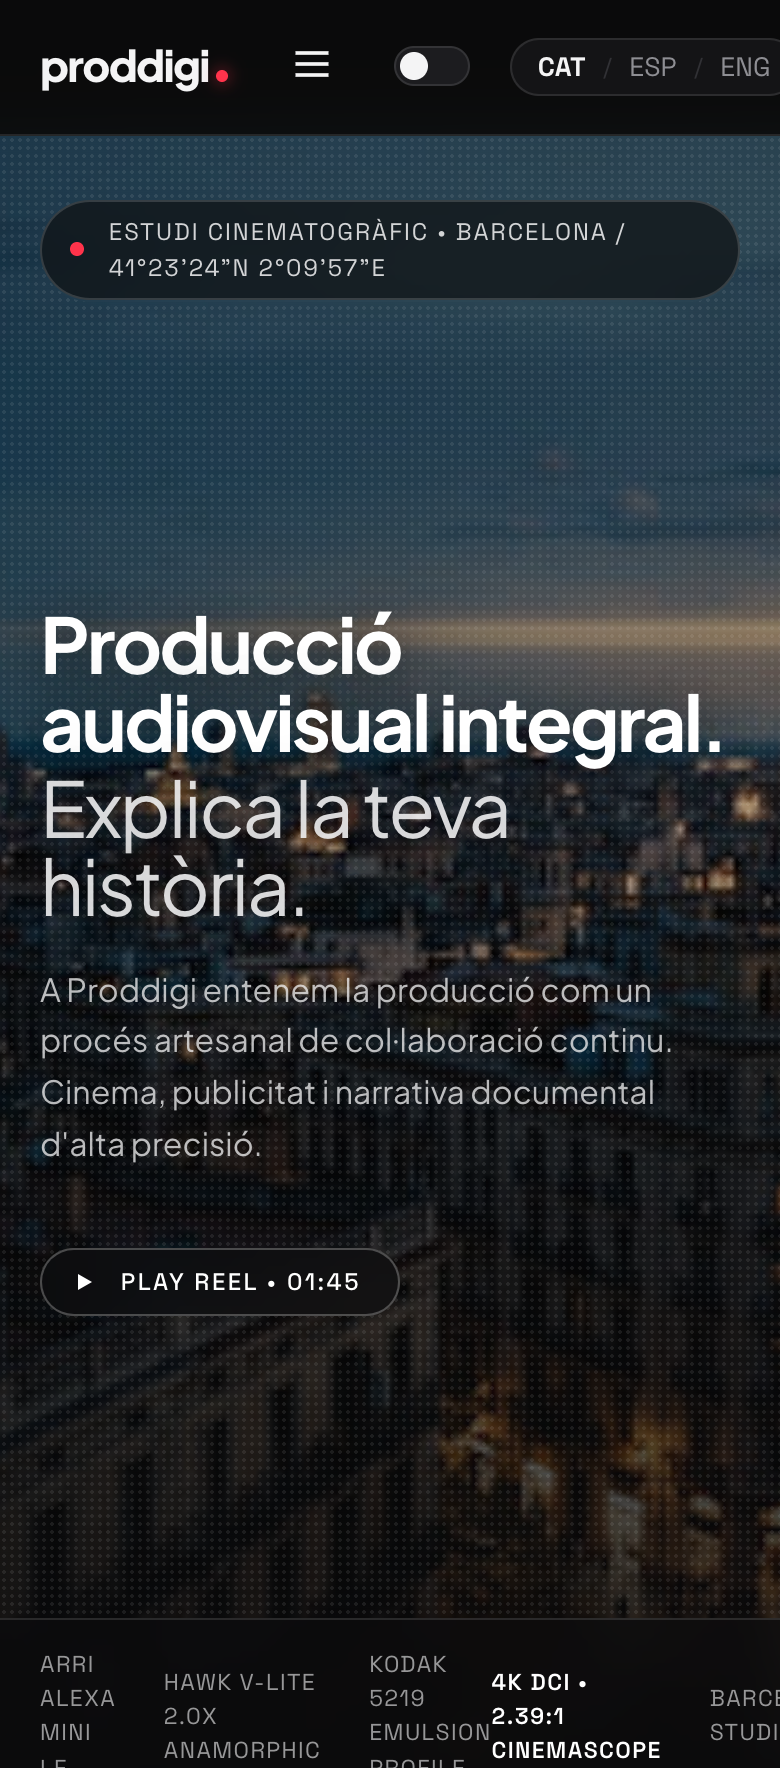 proddigi.
CAT / ESP / ENG
ESTUDI CINEMATOGRÀFIC • BARCELONA /
41°23’24”N 2°09’57”E
Producció
audiovisual integral.
Explica la teva
història.
A Proddigi entenem la producció com un
procés artesanal de col·laboració continu.
Cinema, publicitat i narrativa documental
d'alta precisió.
PLAY REEL • 01:45
ARRI
ALEXA
MINI
LF
HAWK V-LITE
2.0X
ANAMORPHIC
KODAK
5219
EMULSION
PROFILE
4K DCI •
2.39:1
CINEMASCOPE